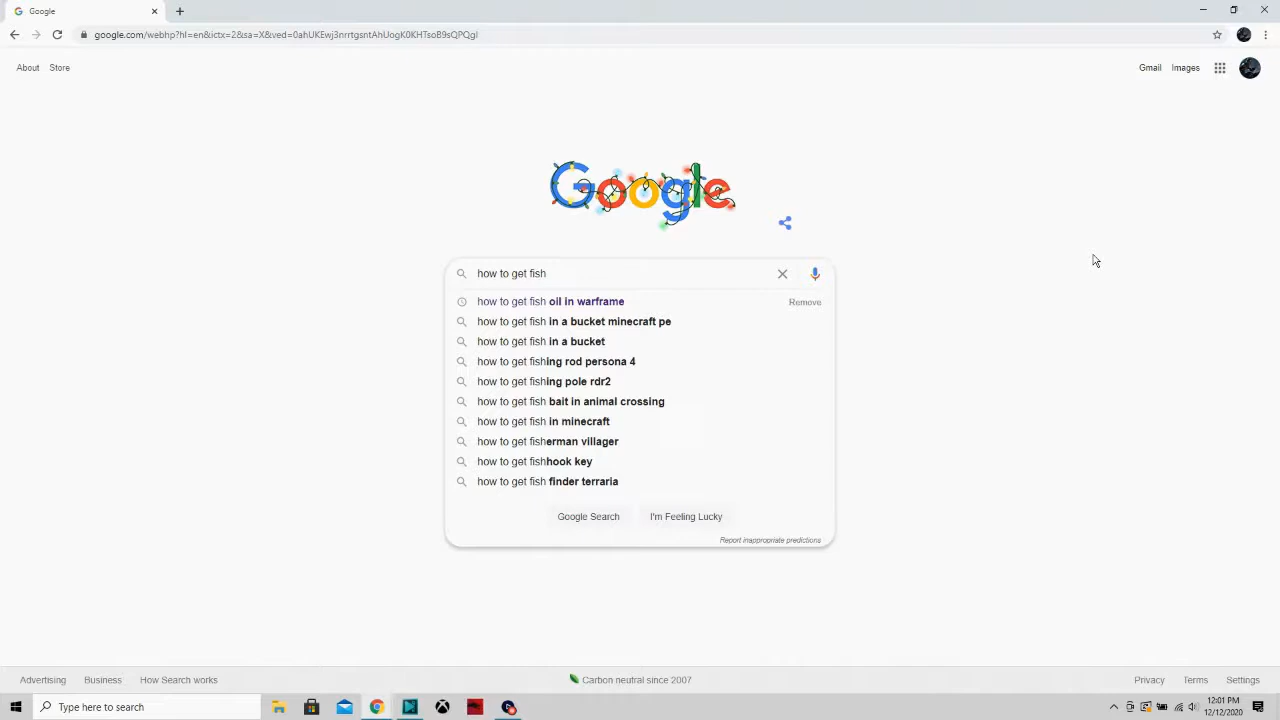 Google
google.com/webhp?hl=en&ictx=2&sa=X&ved=0ahUKEwj3nrrtgsntAhUogK0KHTsoB9sQPQgI
About Store
Gmail Images
Google
how to get fish
how to get fish oil in warframe Remove
how to get fish in a bucket minecraft pe
how to get fish in a bucket
how to get fishing rod persona 4
how to get fishing pole rdr2
how to get fish bait in animal crossing
how to get fish in minecraft
how to get fisherman villager
how to get fishhook key
how to get fish finder terraria
Google Search I'm Feeling Lucky
Report inappropriate predictions
Advertising Business How Search works
Carbon neutral since 2007
Privacy Terms Settings
Type here to search
12:01 PM
12/12/2020